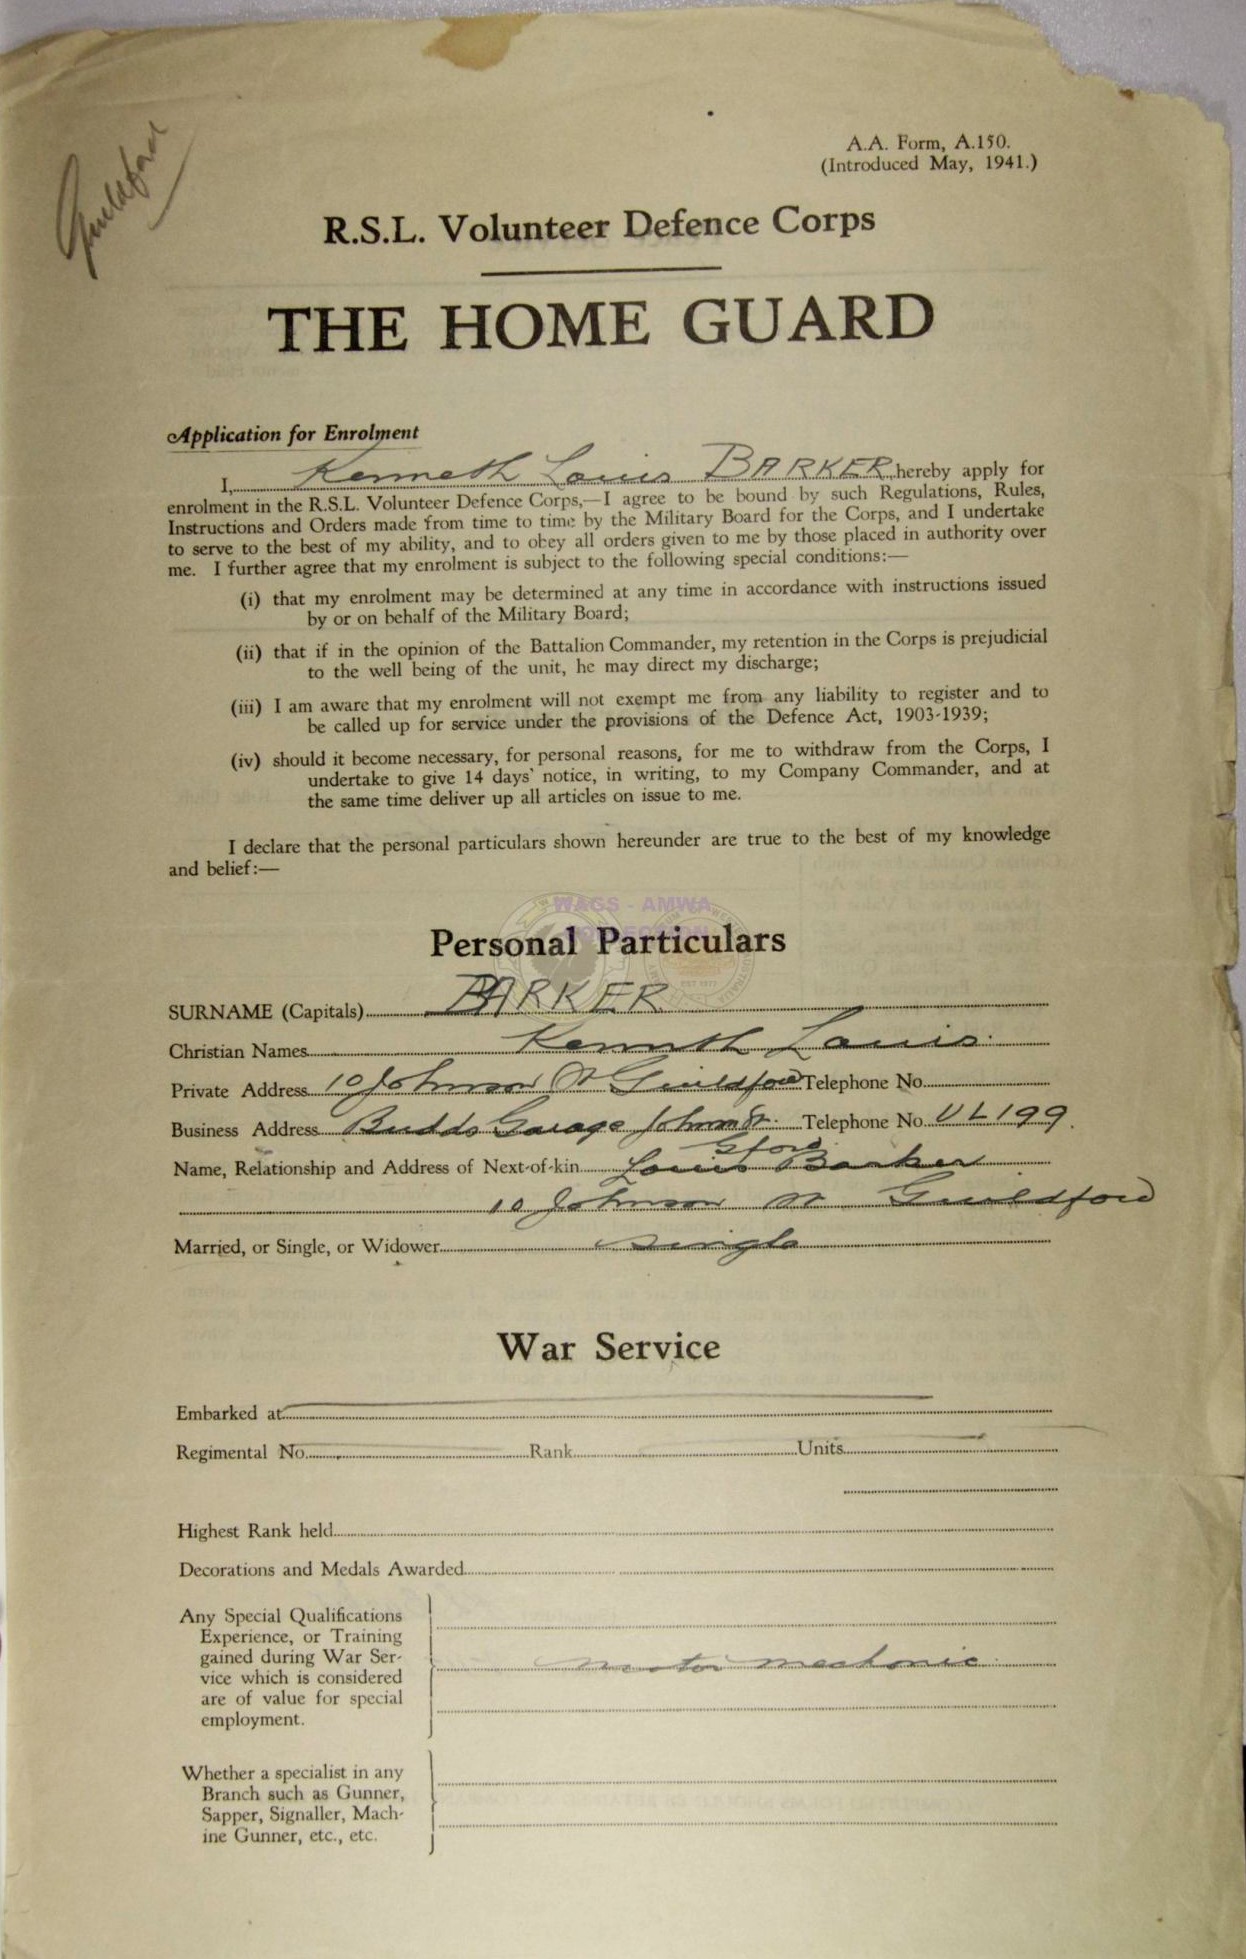 Guildford
A.A. Form, A.150.
(Introduced May, 1941.)
R.S.L. Volunteer Defence Corps
THE HOME GUARD
Application for Enrolment
I, Kenneth Louis BARKER hereby apply for
enrolment in the R.S.L. Volunteer Defence Corps,—I agree to be bound by such Regulations, Rules,
Instructions and Orders made from time to time by the Military Board for the Corps, and I undertake
to serve to the best of my ability, and to obey all orders given to me by those placed in authority over
me. I further agree that my enrolment is subject to the following special conditions:—
(i) that my enrolment may be determined at any time in accordance with instructions issued
by or on behalf of the Military Board;
(ii) that if in the opinion of the Battalion Commander, my retention in the Corps is prejudicial
to the well being of the unit, he may direct my discharge;
(iii) I am aware that my enrolment will not exempt me from any liability to register and to
be called up for service under the provisions of the Defence Act, 1903-1939;
(iv) should it become necessary, for personal reasons, for me to withdraw from the Corps, I
undertake to give 14 days' notice, in writing, to my Company Commander, and at
the same time deliver up all articles on issue to me.
I declare that the personal particulars shown hereunder are true to the best of my knowledge
and belief:—
WAGS - AMWA
Personal Particulars
SURNAME (Capitals) BARKER
Christian Names Kenneth Louis
Private Address 10 Johnson St Guildford Telephone No.
Business Address Budds Garage Johnson St. Telephone No. UL199.
Gford
Name, Relationship and Address of Next-of-kin Louis Barker
10 Johnson St Guildford
Married, or Single, or Widower single
War Service
Embarked at
Regimental No. Rank Units
Highest Rank held
Decorations and Medals Awarded
Any Special Qualifications
Experience, or Training
gained during War Ser-
vice which is considered motor mechanic
are of value for special
employment.
Whether a specialist in any
Branch such as Gunner,
Sapper, Signaller, Mach-
ine Gunner, etc., etc.